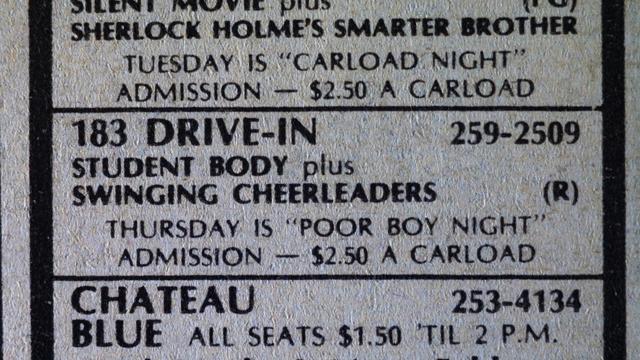 SILENT MOVIE plus (PG)
SHERLOCK HOLME'S SMARTER BROTHER
TUESDAY IS "CARLOAD NIGHT"
ADMISSION — $2.50 A CARLOAD
183 DRIVE-IN 259-2509
STUDENT BODY plus
SWINGING CHEERLEADERS (R)
THURSDAY IS "POOR BOY NIGHT"
ADMISSION — $2.50 A CARLOAD
CHATEAU 253-4134
BLUE ALL SEATS $1.50 'TIL 2 P.M.